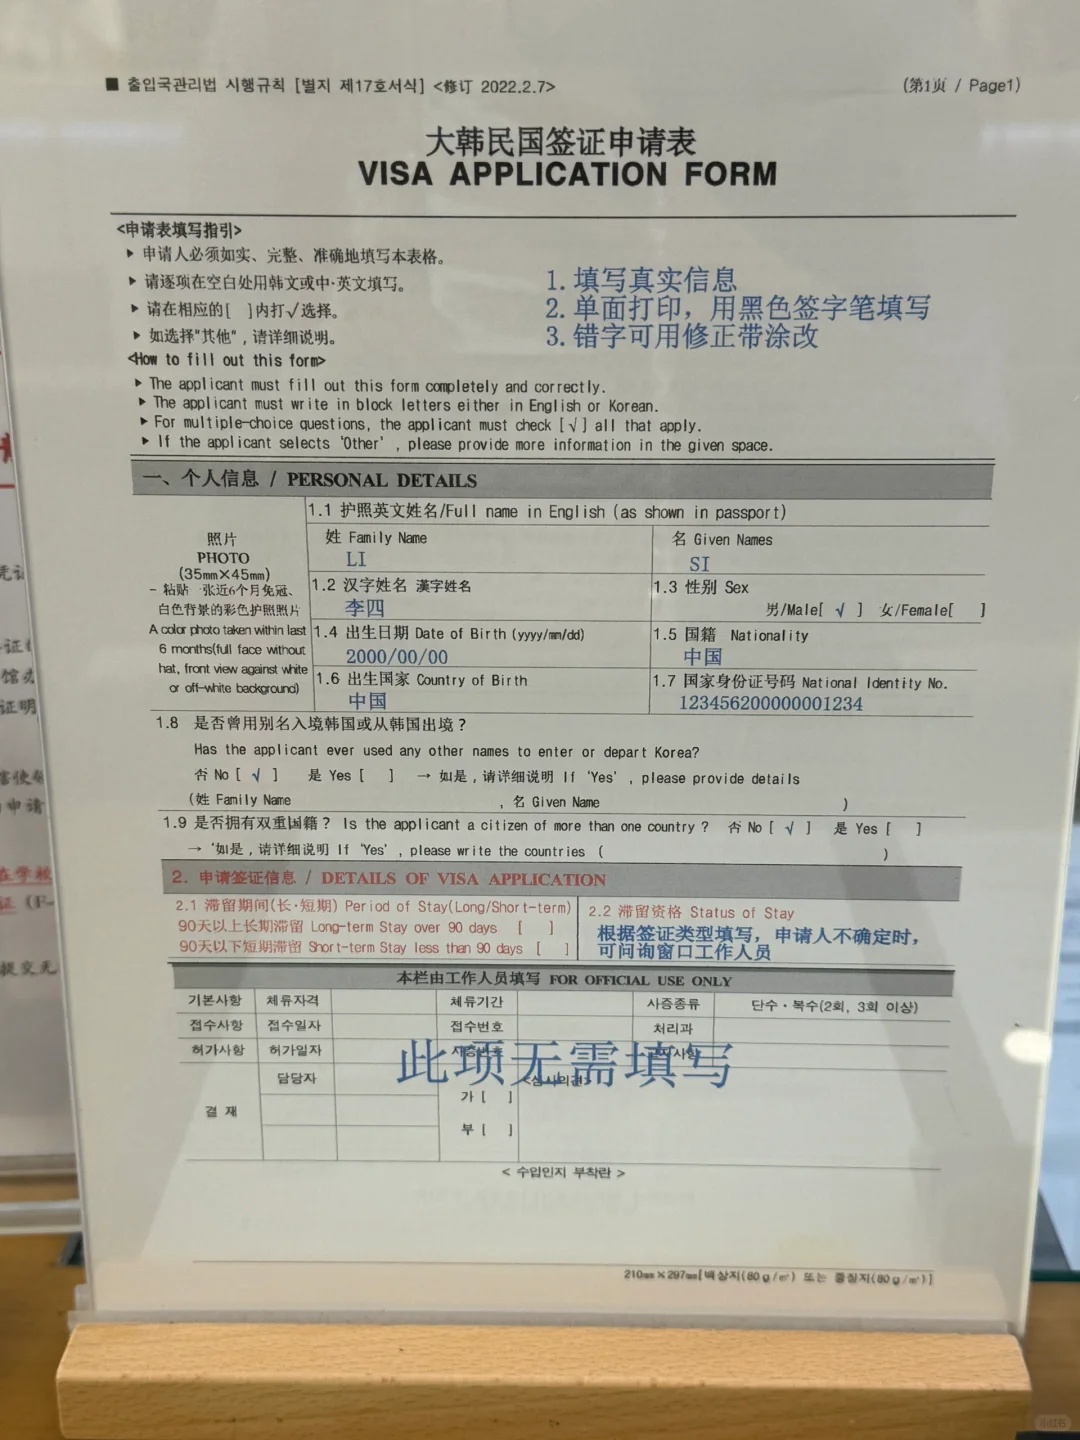 ■ 출입국관리법 시행규칙 [별지 제17호서식] <修订 2022.2.7>
(第1页 / Page1)
大韩民国签证申请表
VISA APPLICATION FORM
<申请表填写指引>
▶ 申请人必须如实、完整、准确地填写本表格。
▶ 请逐项在空白处用韩文或中·英文填写。
▶ 请在相应的[ ]内打√选择。
▶ 如选择"其他", 请详细说明。
1. 填写真实信息
2. 单面打印，用黑色签字笔填写
3. 错字可用修正带涂改
<How to fill out this form>
▶ The applicant must fill out this form completely and correctly.
▶ The applicant must write in block letters either in English or Korean.
▶ For multiple-choice questions, the applicant must check [√] all that apply.
▶ If the applicant selects 'Other', please provide more information in the given space.
一、个人信息 / PERSONAL DETAILS
照片
PHOTO
(35mm×45mm)
- 粘贴一张近6个月免冠、
白色背景的彩色护照照片
A color photo taken within last
6 months(full face without
hat, front view against white
or off-white background)
1.1 护照英文姓名/Full name in English (as shown in passport)
姓 Family Name
LI
名 Given Names
SI
1.2 汉字姓名 漢字姓名
李四
1.3 性别 Sex
男/Male[ √ ] 女/Female[ ]
1.4 出生日期 Date of Birth (yyyy/mm/dd)
2000/00/00
1.5 国籍 Nationality
中国
1.6 出生国家 Country of Birth
中国
1.7 国家身份证号码 National Identity No.
123456200000001234
1.8 是否曾用别名入境韩国或从韩国出境？
Has the applicant ever used any other names to enter or depart Korea?
否 No [ √ ] 是 Yes [ ] → 如是, 请详细说明 If 'Yes', please provide details
(姓 Family Name , 名 Given Name )
1.9 是否拥有双重国籍？ Is the applicant a citizen of more than one country ? 否 No [ √ ] 是 Yes [ ]
→ '如是, 请详细说明 If 'Yes', please write the countries ( )
2. 申请签证信息 / DETAILS OF VISA APPLICATION
2.1 滞留期间(长·短期) Period of Stay(Long/Short-term)
90天以上长期滞留 Long-term Stay over 90 days [ ]
90天以下短期滞留 Short-term Stay less than 90 days [ ]
2.2 滞留资格 Status of Stay
根据签证类型填写，申请人不确定时，
可问询窗口工作人员
本栏由工作人员填写 FOR OFFICIAL USE ONLY
기본사항 체류자격 체류기간 사증종류 단수·복수(2회, 3회 이상)
접수사항 접수일자 접수번호 처리과
허가사항 허가일자 사증번호
此项无需填写
결 재 담당자 <심사의견>
가 [ ]
부 [ ]
< 수입인지 부착란 >
210㎜×297㎜[백상지(80ｇ/㎡) 또는 중질지(80ｇ/㎡)]
小红书